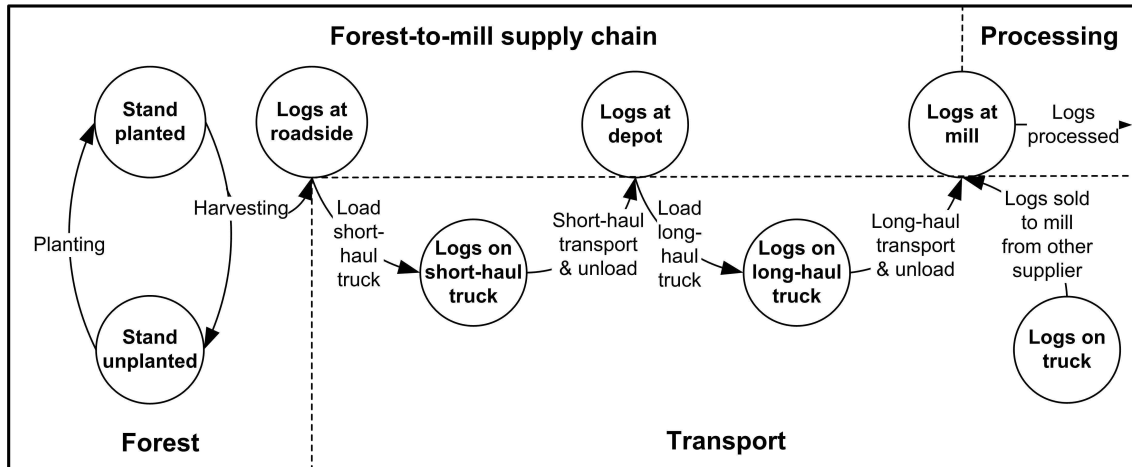 Forest-to-mill supply chain
Processing
Stand
planted
Logs at
roadside
Logs at
depot
Logs at
mill
Logs
processed
Planting
Harvesting
Load
short-
haul
truck
Logs on
short-haul
truck
Short-haul
transport
& unload
Load
long-
haul
truck
Logs on
long-haul
truck
Long-haul
transport
& unload
Logs sold
to mill
from other
supplier
Stand
unplanted
Logs on
truck
Forest
Transport